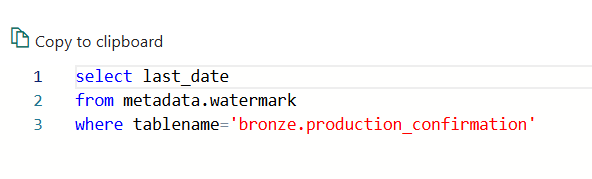 Copy to clipboard
1 select last_date
2 from metadata.watermark
3 where tablename='bronze.production_confirmation'